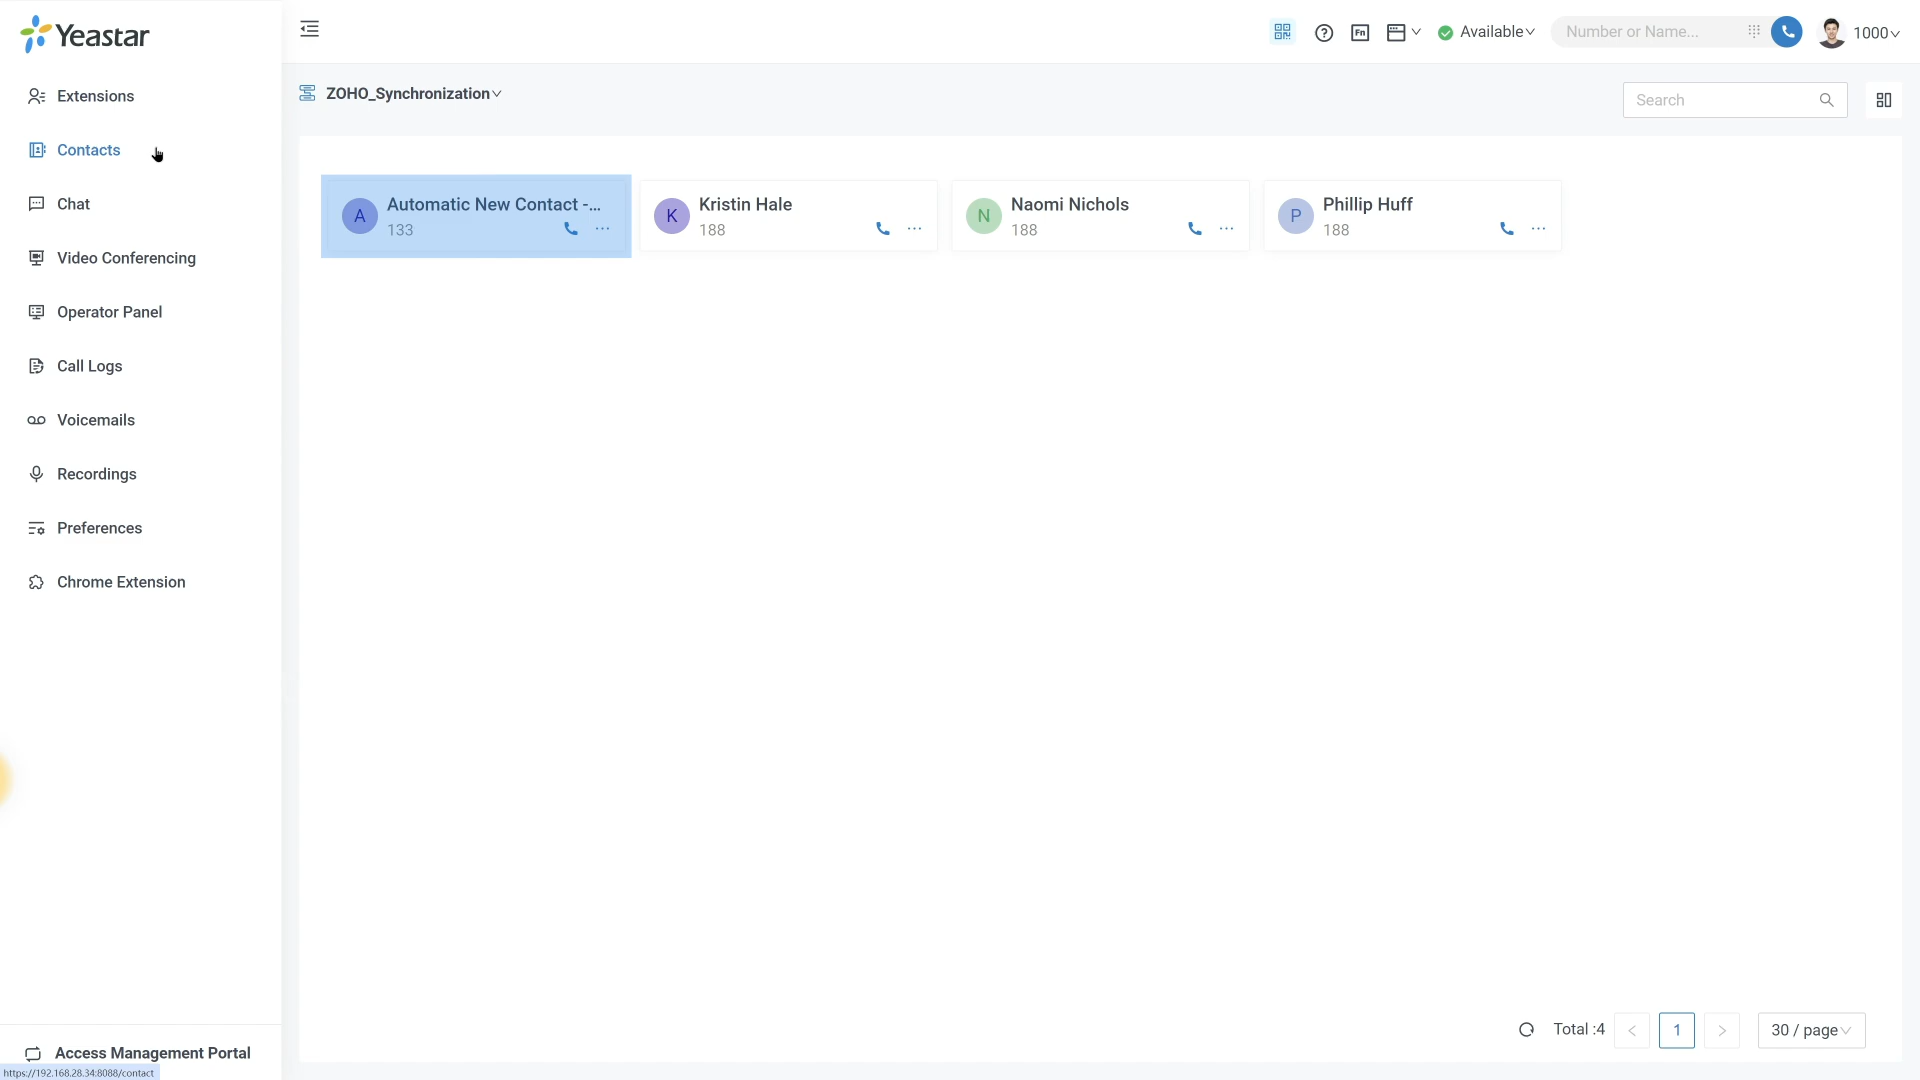 Yeastar
Extensions
Contacts
Chat
Video Conferencing
Operator Panel
Call Logs
Voicemails
Recordings
Preferences
Chrome Extension
Access Management Portal
https://192.168.28.34:8088/contact
Fn
Available
Number or Name...
1000
ZOHO_Synchronization
Search
A
Automatic New Contact -...
133
K
Kristin Hale
188
N
Naomi Nichols
188
P
Phillip Huff
188
Total :4
1
30 / page